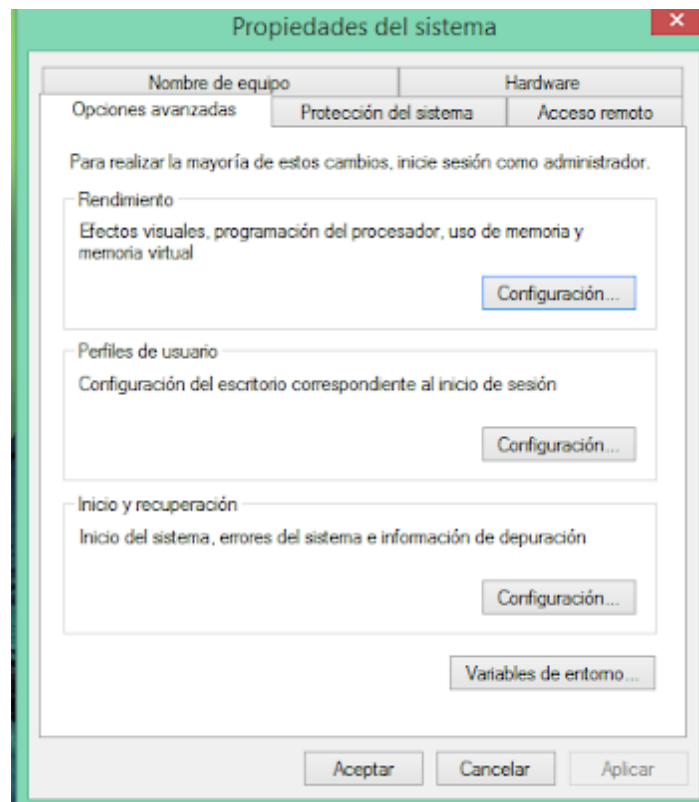 Propiedades del sistema
Nombre de equipo
Hardware
Opciones avanzadas
Protección del sistema
Acceso remoto
Para realizar la mayoría de estos cambios, inicie sesión como administrador.
Rendimiento
Efectos visuales, programación del procesador, uso de memoria y
memoria virtual
Configuración...
Perfiles de usuario
Configuración del escritorio correspondiente al inicio de sesión
Configuración...
Inicio y recuperación
Inicio del sistema, errores del sistema e información de depuración
Configuración...
Variables de entorno...
Aceptar
Cancelar
Aplicar